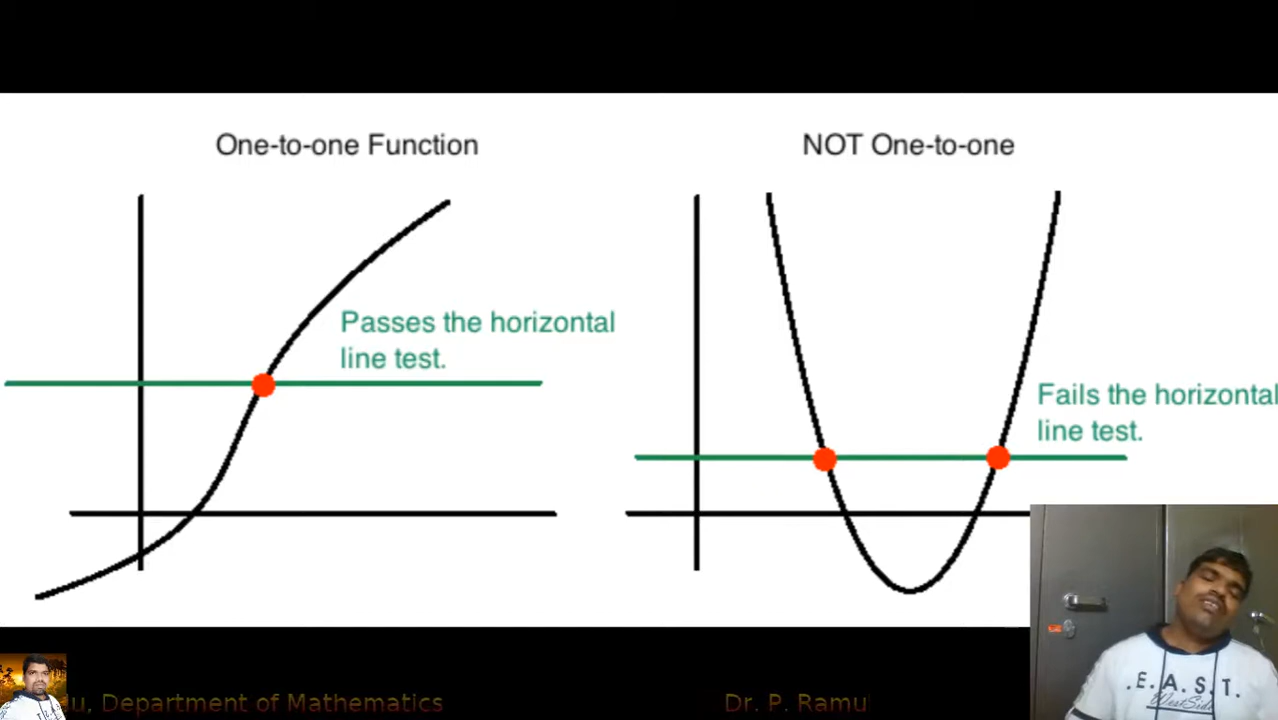 One-to-one Function
NOT One-to-one
Passes the horizontal
line test.
Fails the horizontal
line test.
Department of Mathematics
Dr. P. Ramu
.E.A.S.T.
WestSide